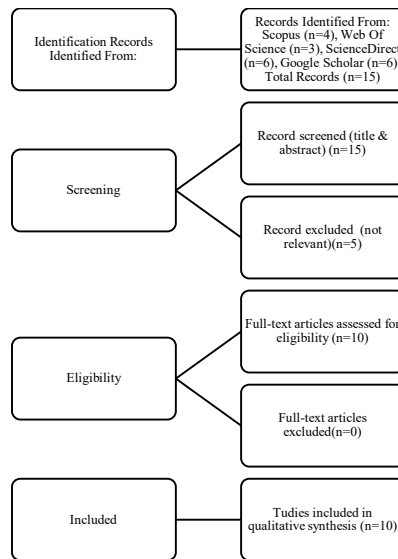 Identification Records
Identified From:
Records Identified From:
Scopus (n=4), Web Of
Science (n=3), ScienceDirect
(n=6), Google Scholar (n=6)
Total Records (n=15)
Screening
Record screened (title &
abstract) (n=15)
Record excluded (not
relevant)(n=5)
Eligibility
Full-text articles assessed for
eligibility (n=10)
Full-text articles
excluded(n=0)
Included
Tudies included in
qualitative synthesis (n=10)